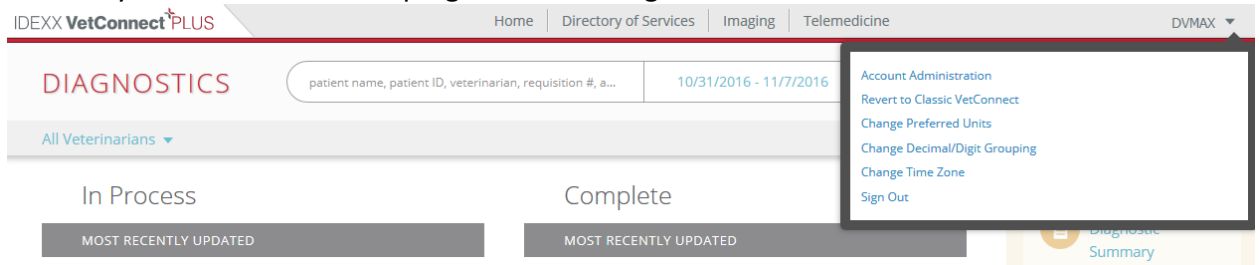 IDEXX VetConnect PLUS
Home
Directory of Services
Imaging
Telemedicine
DVMAX
DIAGNOSTICS
patient name, patient ID, veterinarian, requisition #, a...
10/31/2016 - 11/7/2016
Account Administration
Revert to Classic VetConnect
Change Preferred Units
Change Decimal/Digit Grouping
Change Time Zone
Sign Out
All Veterinarians
In Process
Complete
MOST RECENTLY UPDATED
MOST RECENTLY UPDATED
Diagnostic
Summary